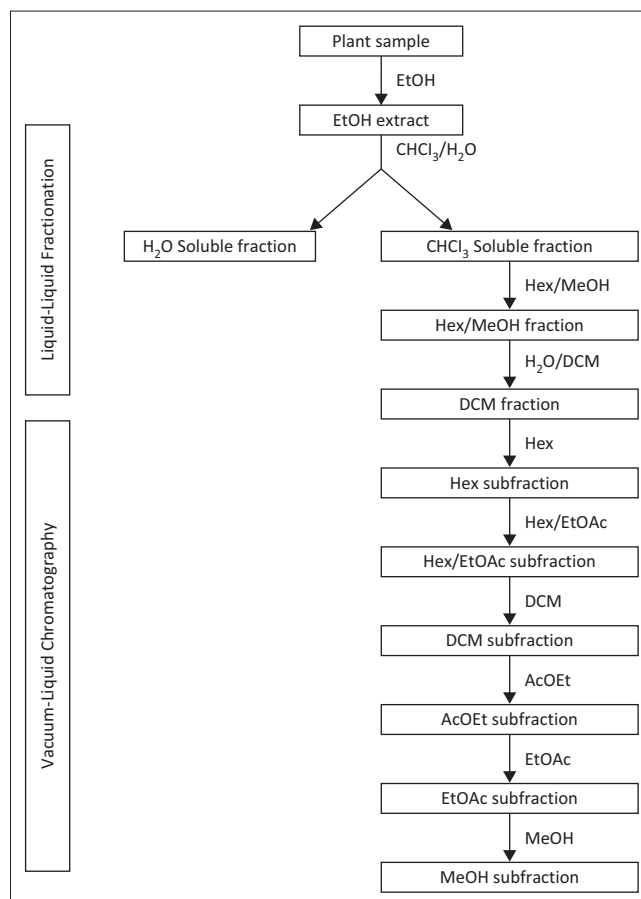 Plant sample
EtOH
EtOH extract
CHCl₃/H₂O
H₂O Soluble fraction
CHCl₃ Soluble fraction
Hex/MeOH
Hex/MeOH fraction
H₂O/DCM
DCM fraction
Hex
Hex subfraction
Hex/EtOAc
Hex/EtOAc subfraction
DCM
DCM subfraction
AcOEt
AcOEt subfraction
EtOAc
EtOAc subfraction
MeOH
MeOH subfraction
Liquid-Liquid Fractionation
Vacuum-Liquid Chromatography